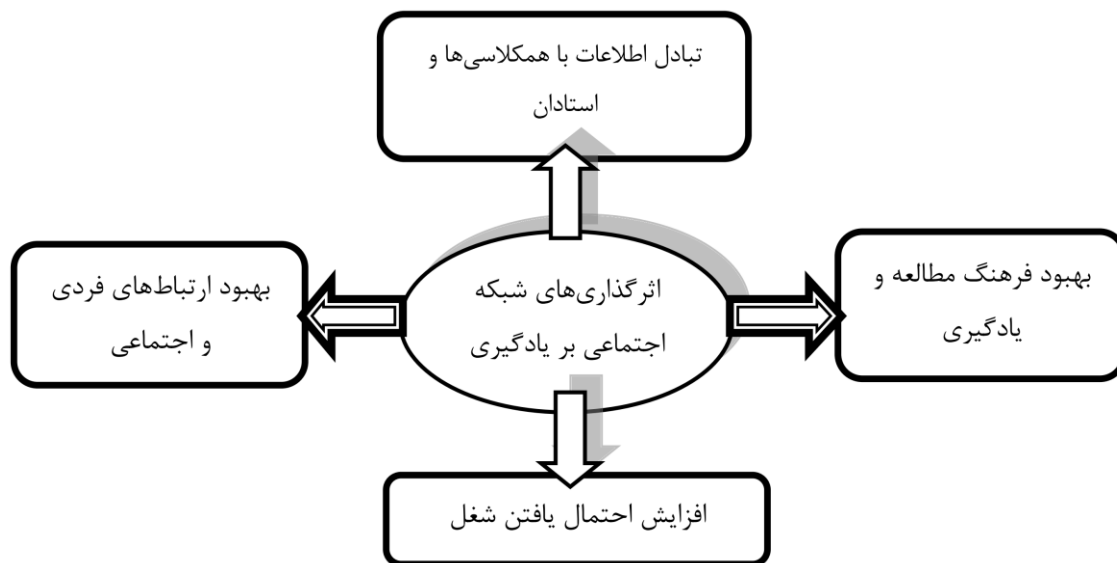 تبادل اطلاعات با همکلاسی‌ها و
استادان
بهبود فرهنگ مطالعه و
یادگیری
اثرگذاری‌های شبکه
اجتماعی بر یادگیری
بهبود ارتباط‌های فردی
و اجتماعی
افزایش احتمال یافتن شغل